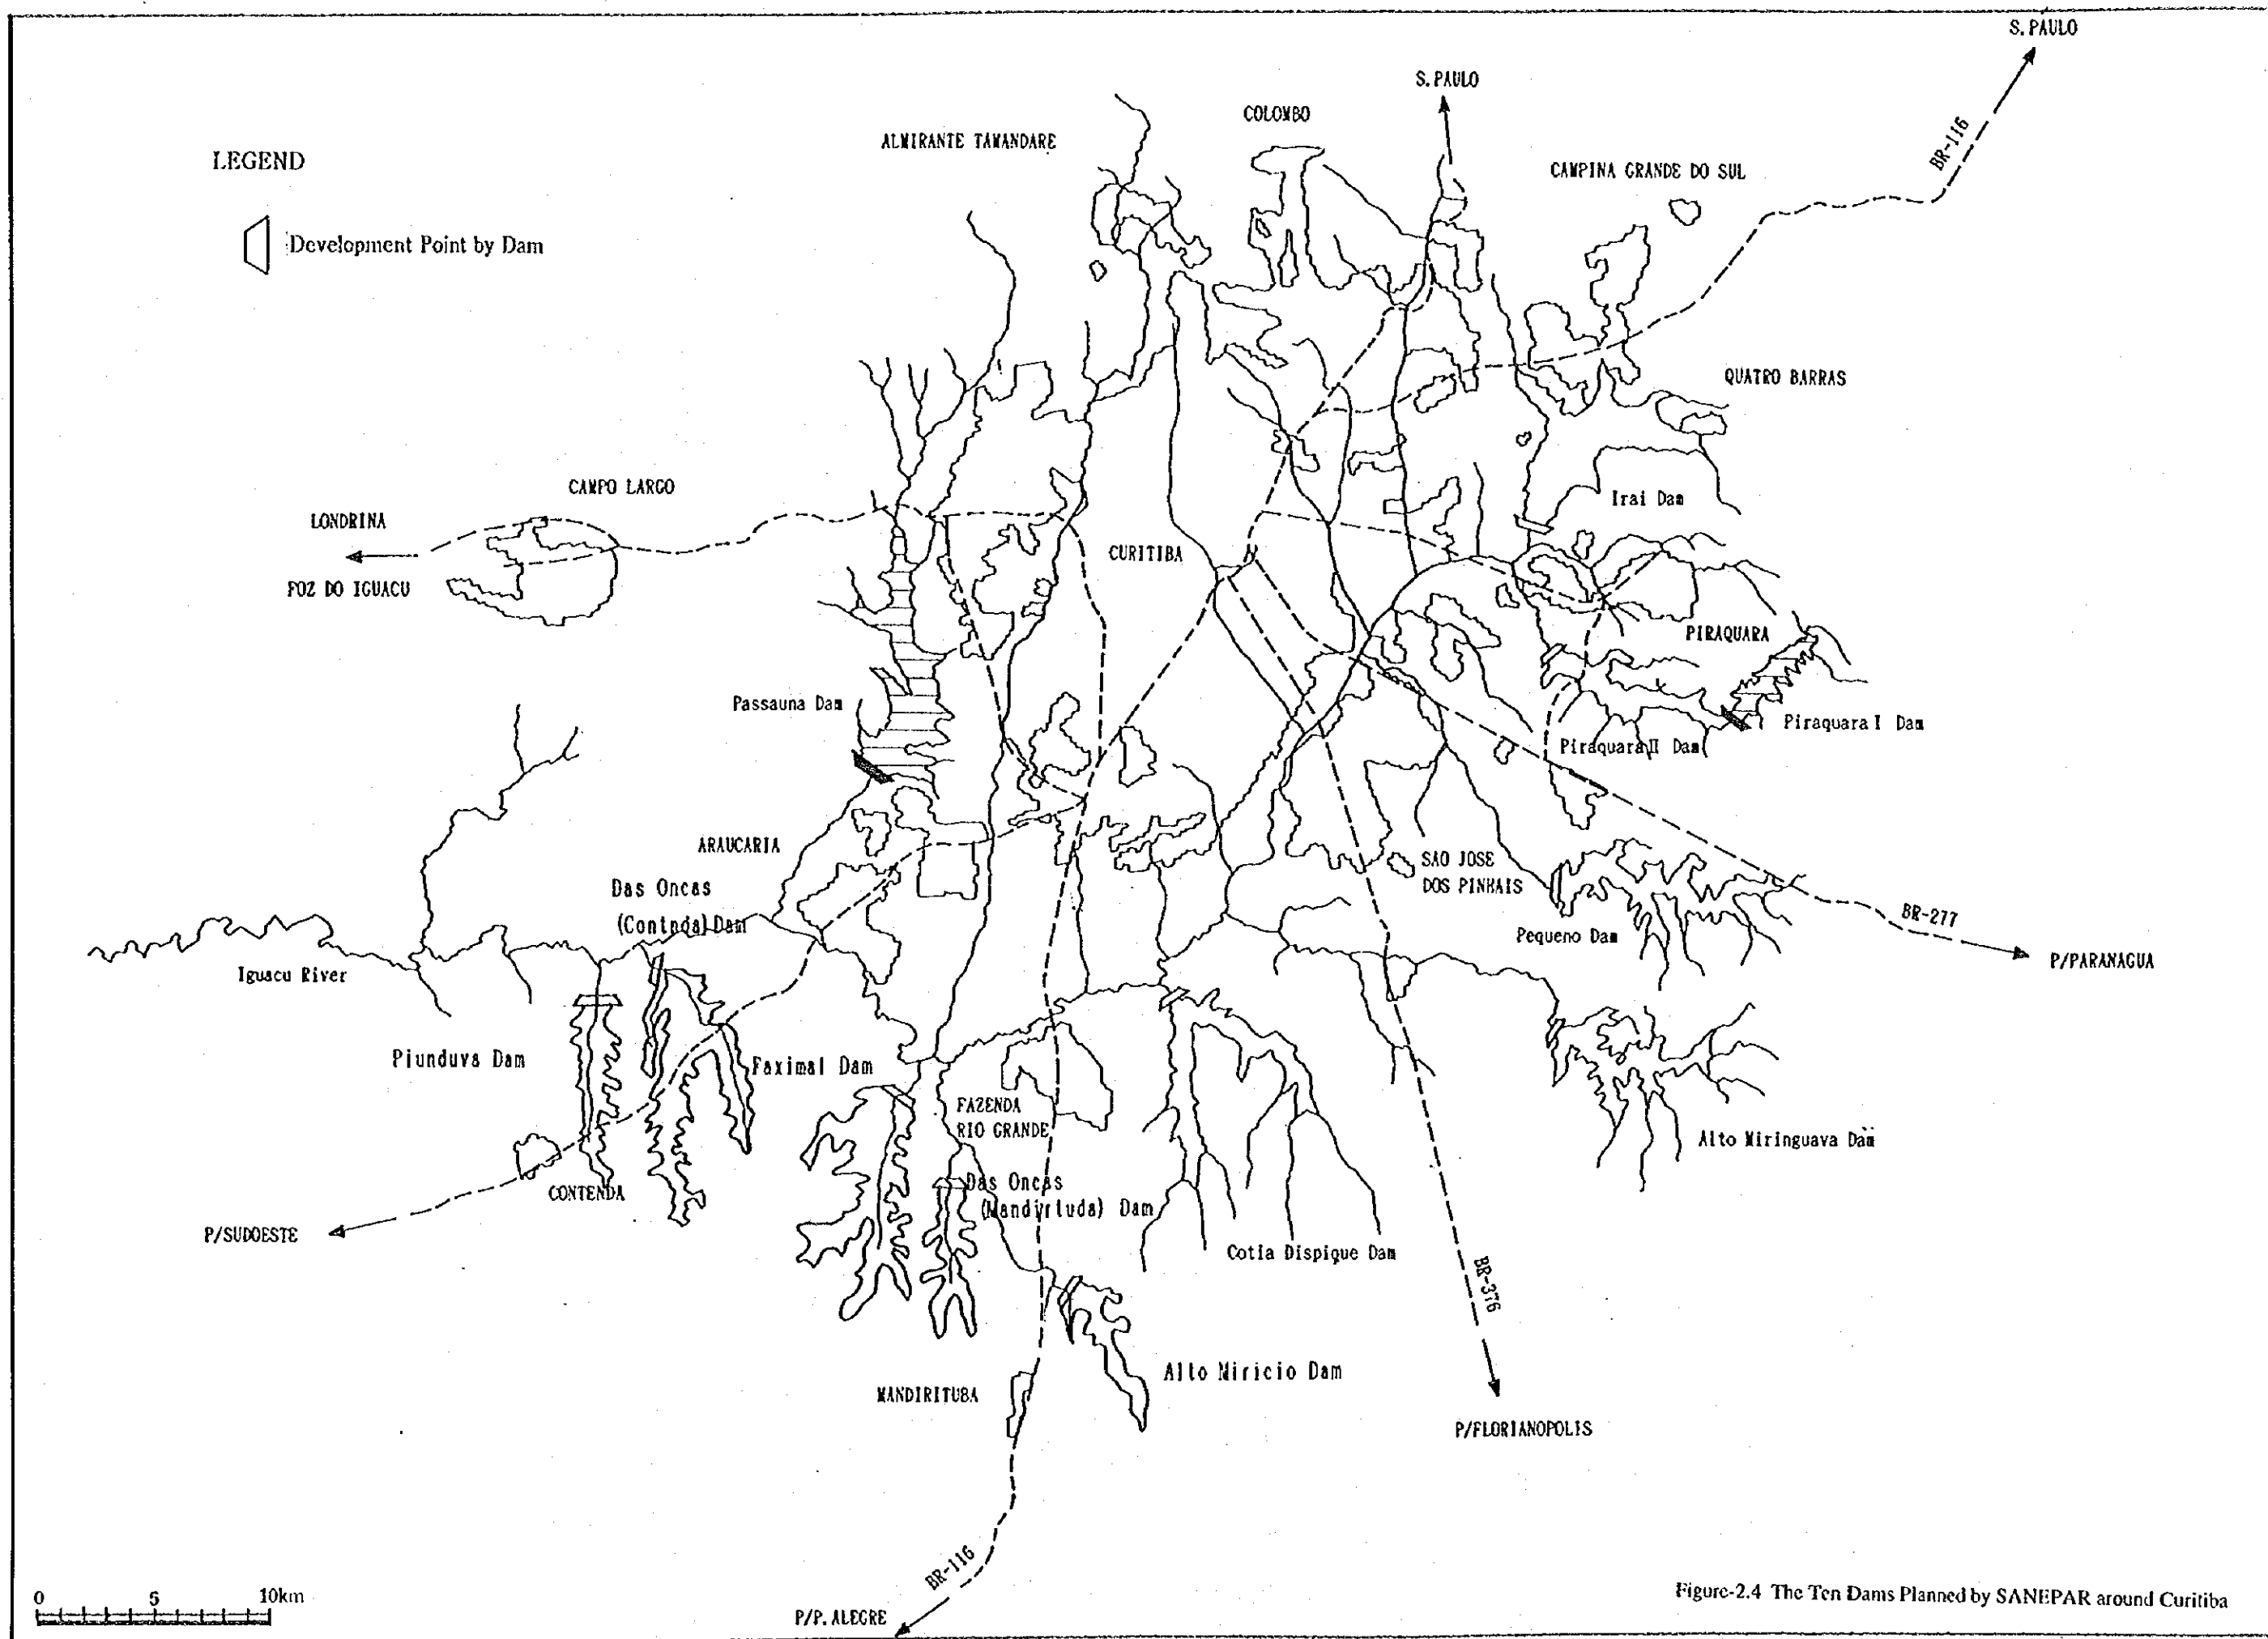 S. PAULO
S. PAULO
COLOMBO
ALMIRANTE TAMANDARE
BR-116
LEGEND
CAMPINA GRANDE DO SUL
Development Point by Dam
QUATRO BARRAS
CAMPO LARGO
Irai Dam
LONDRINA
CURITIBA
FOZ DO IGUACU
PIRAQUARA
Passauna Dam
Piraquara I Dam
Piraquara II Dam
ARAUCARIA
SAO JOSE
DOS PINHAIS
Das Oncas
(Contnda) Dam
BR-277
Pequeno Dam
P/PARANAGUA
Iguacu River
Piunduva Dam
Faximal Dam
FAZENDA
RIO GRANDE
Alto Miringuava Dam
Das Oncas
(Mandirtuda) Dam
CONTENDA
P/SUDOESTE
Cotia Dispique Dam
BR-376
Alto Miricio Dam
MANDIRITUBA
P/FLORIANOPOLIS
BR-116
0 5 10km
P/P. ALEGRE
Figure-2.4 The Ten Dams Planned by SANEPAR around Curitiba